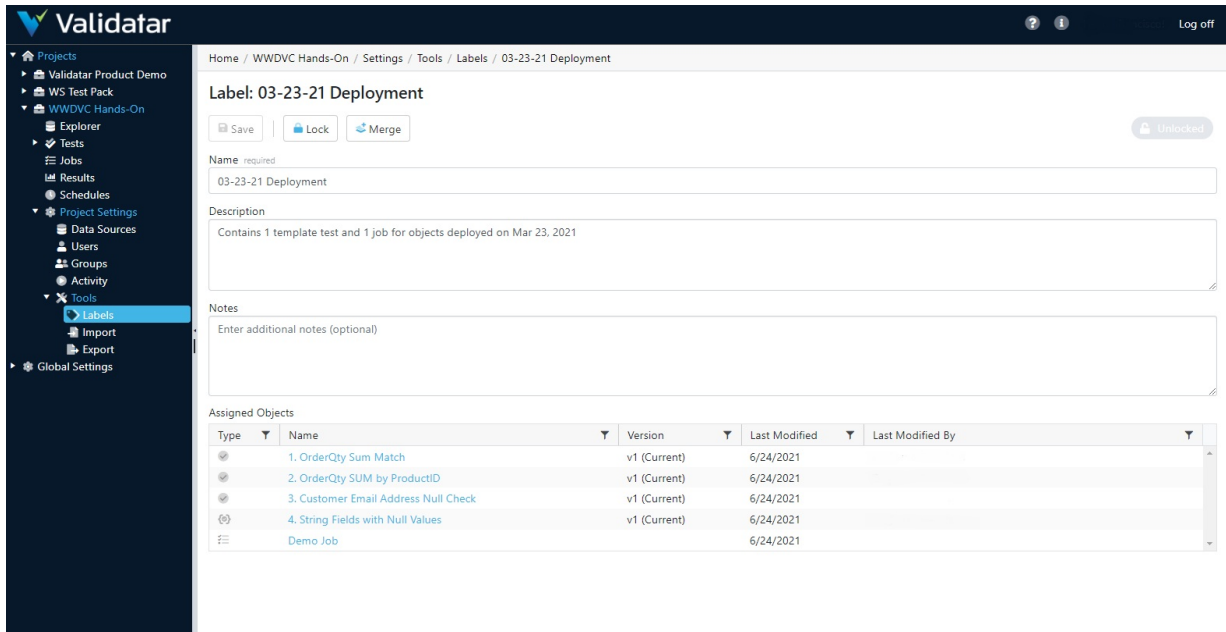 Validatar
Log off
Projects
Validatar Product Demo
WS Test Pack
WWDVC Hands-On
Explorer
Tests
Jobs
Results
Schedules
Project Settings
Data Sources
Users
Groups
Activity
Tools
Labels
Import
Export
Global Settings
Home / WWDVC Hands-On / Settings / Tools / Labels / 03-23-21 Deployment
Label: 03-23-21 Deployment
Save Lock Merge Unlocked
Name required
03-23-21 Deployment
Description
Contains 1 template test and 1 job for objects deployed on Mar 23, 2021
Notes
Enter additional notes (optional)
Assigned Objects
Type Name Version Last Modified Last Modified By
1. OrderQty Sum Match v1 (Current) 6/24/2021
2. OrderQty SUM by ProductID v1 (Current) 6/24/2021
3. Customer Email Address Null Check v1 (Current) 6/24/2021
4. String Fields with Null Values v1 (Current) 6/24/2021
Demo Job 6/24/2021